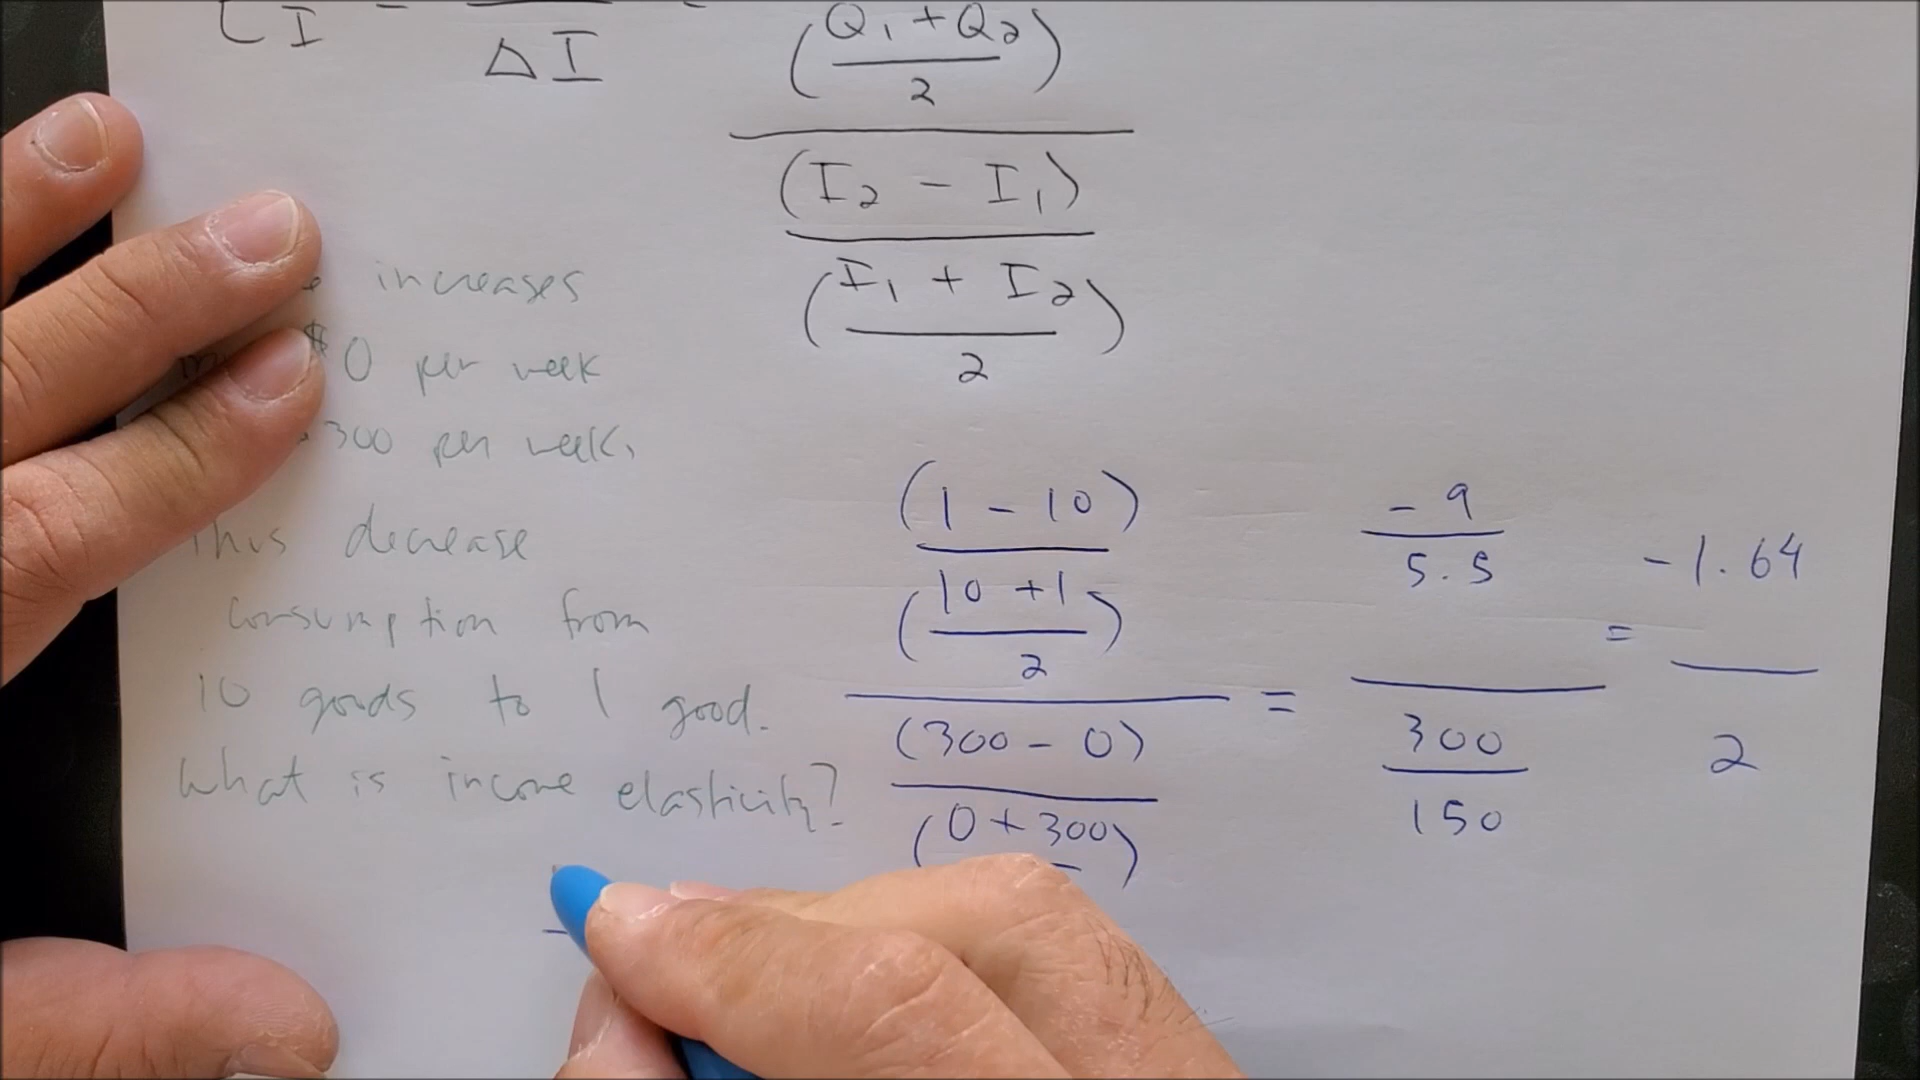 I = =
ΔI
(Q1 + Q2
2)
(I2 - I1)
(I1 + I2
2)
increases
$0 per week
300 per week.
Thus decrease
consumption from
10 goods to 1 good.
What is income elasticity?
(1 - 10)
(10 + 1
2)
(300 - 0)
(0 + 300)
=
- 9
5.5
300
150
=
-1.64
2